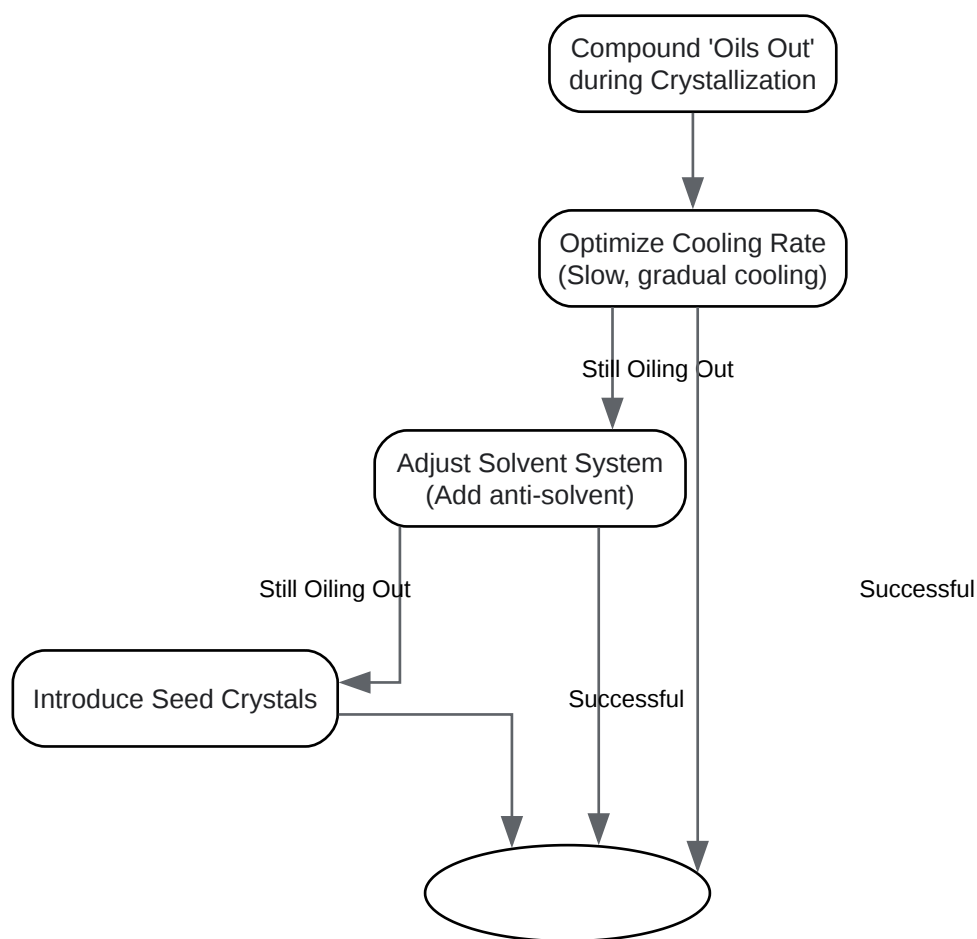 Compound 'Oils Out'
during Crystallization
Optimize Cooling Rate
(Slow, gradual cooling)
Still Oiling Out
Adjust Solvent System
(Add anti-solvent)
Still Oiling Out
Successful
Introduce Seed Crystals
Successful